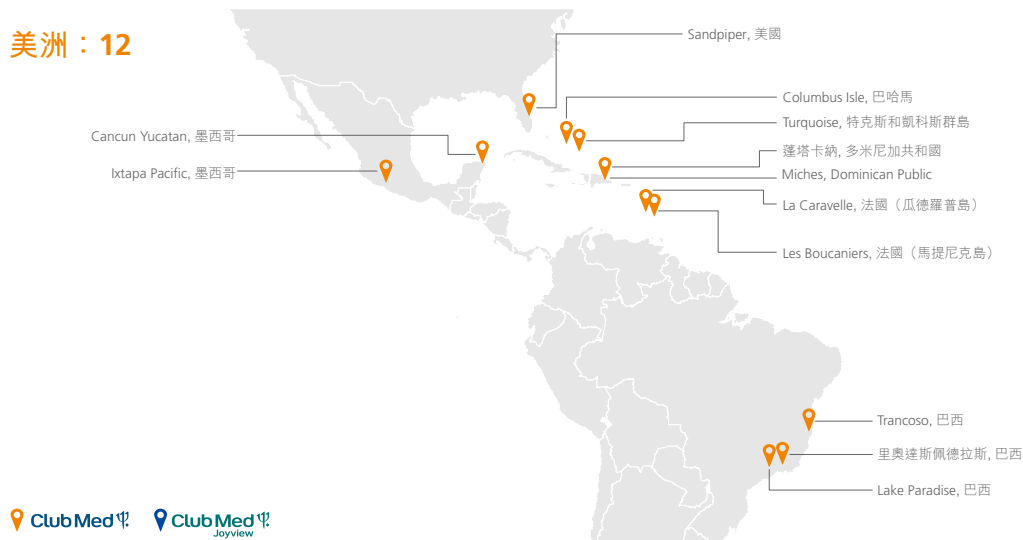 美洲：12
Sandpiper, 美國
Columbus Isle, 巴哈馬
Turquoise, 特克斯和凱科斯群島
Cancun Yucatan, 墨西哥
蓬塔卡納, 多米尼加共和國
Ixtapa Pacific, 墨西哥
Miches, Dominican Public
La Caravelle, 法國（瓜德羅普島）
Les Boucaniers, 法國（馬提尼克島）
Trancoso, 巴西
里奧達斯佩德拉斯, 巴西
Lake Paradise, 巴西
Club Med
Club Med
Joyview